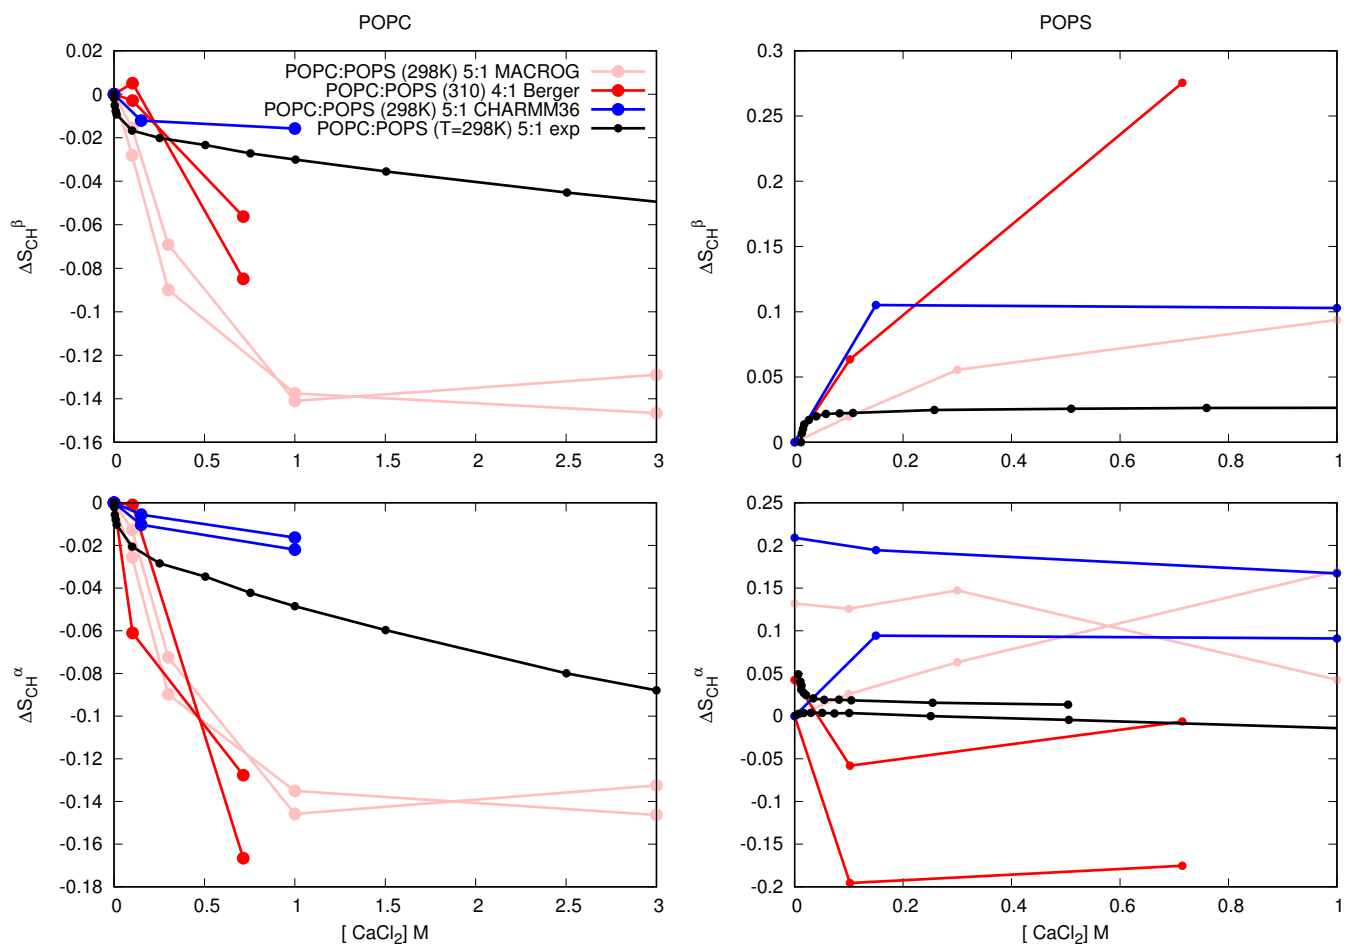 POPC
POPS
0.02
0
-0.02
-0.04
-0.06
-0.08
-0.1
-0.12
-0.14
-0.16
ΔS_CH^β
POPC:POPS (298K) 5:1 MACROG
POPC:POPS (310) 4:1 Berger
POPC:POPS (298K) 5:1 CHARMM36
POPC:POPS (T=298K) 5:1 exp
0 0.5 1 1.5 2 2.5 3
0.3
0.25
0.2
0.15
0.1
0.05
0
ΔS_CH^β
0 0.2 0.4 0.6 0.8 1
0
-0.02
-0.04
-0.06
-0.08
-0.1
-0.12
-0.14
-0.16
-0.18
ΔS_CH^α
0 0.5 1 1.5 2 2.5 3
[ CaCl₂] M
0.25
0.2
0.15
0.1
0.05
0
-0.05
-0.1
-0.15
-0.2
ΔS_CH^α
0 0.2 0.4 0.6 0.8 1
[ CaCl₂] M